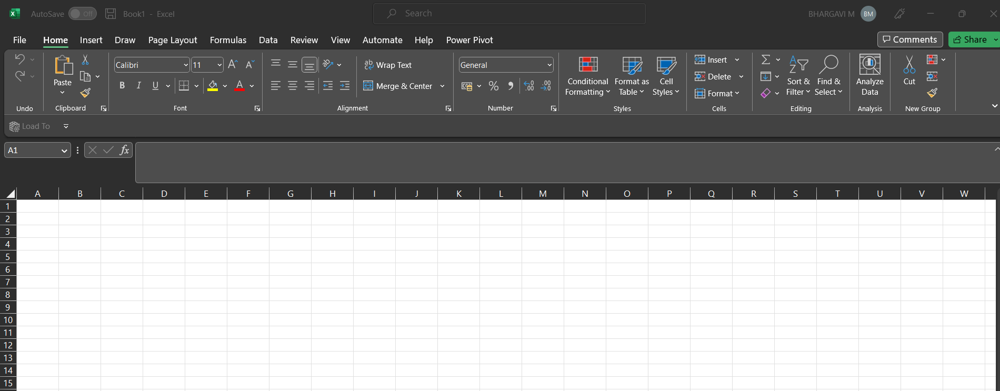 AutoSave Off Book1 - Excel Search BHARGAVI M BM
File Home Insert Draw Page Layout Formulas Data Review View Automate Help Power Pivot Comments Share
Calibri 11 Wrap Text General Insert
Paste B I U Merge & Center % Conditional Formatting Format as Table Cell Styles Delete Format Sort & Filter Find & Select Analyze Data Cut
Undo Clipboard Font Alignment Number Styles Cells Editing Analysis New Group
Load To
A1 fx
A B C D E F G H I J K L M N O P Q R S T U V W
1
2
3
4
5
6
7
8
9
10
11
12
13
14
15